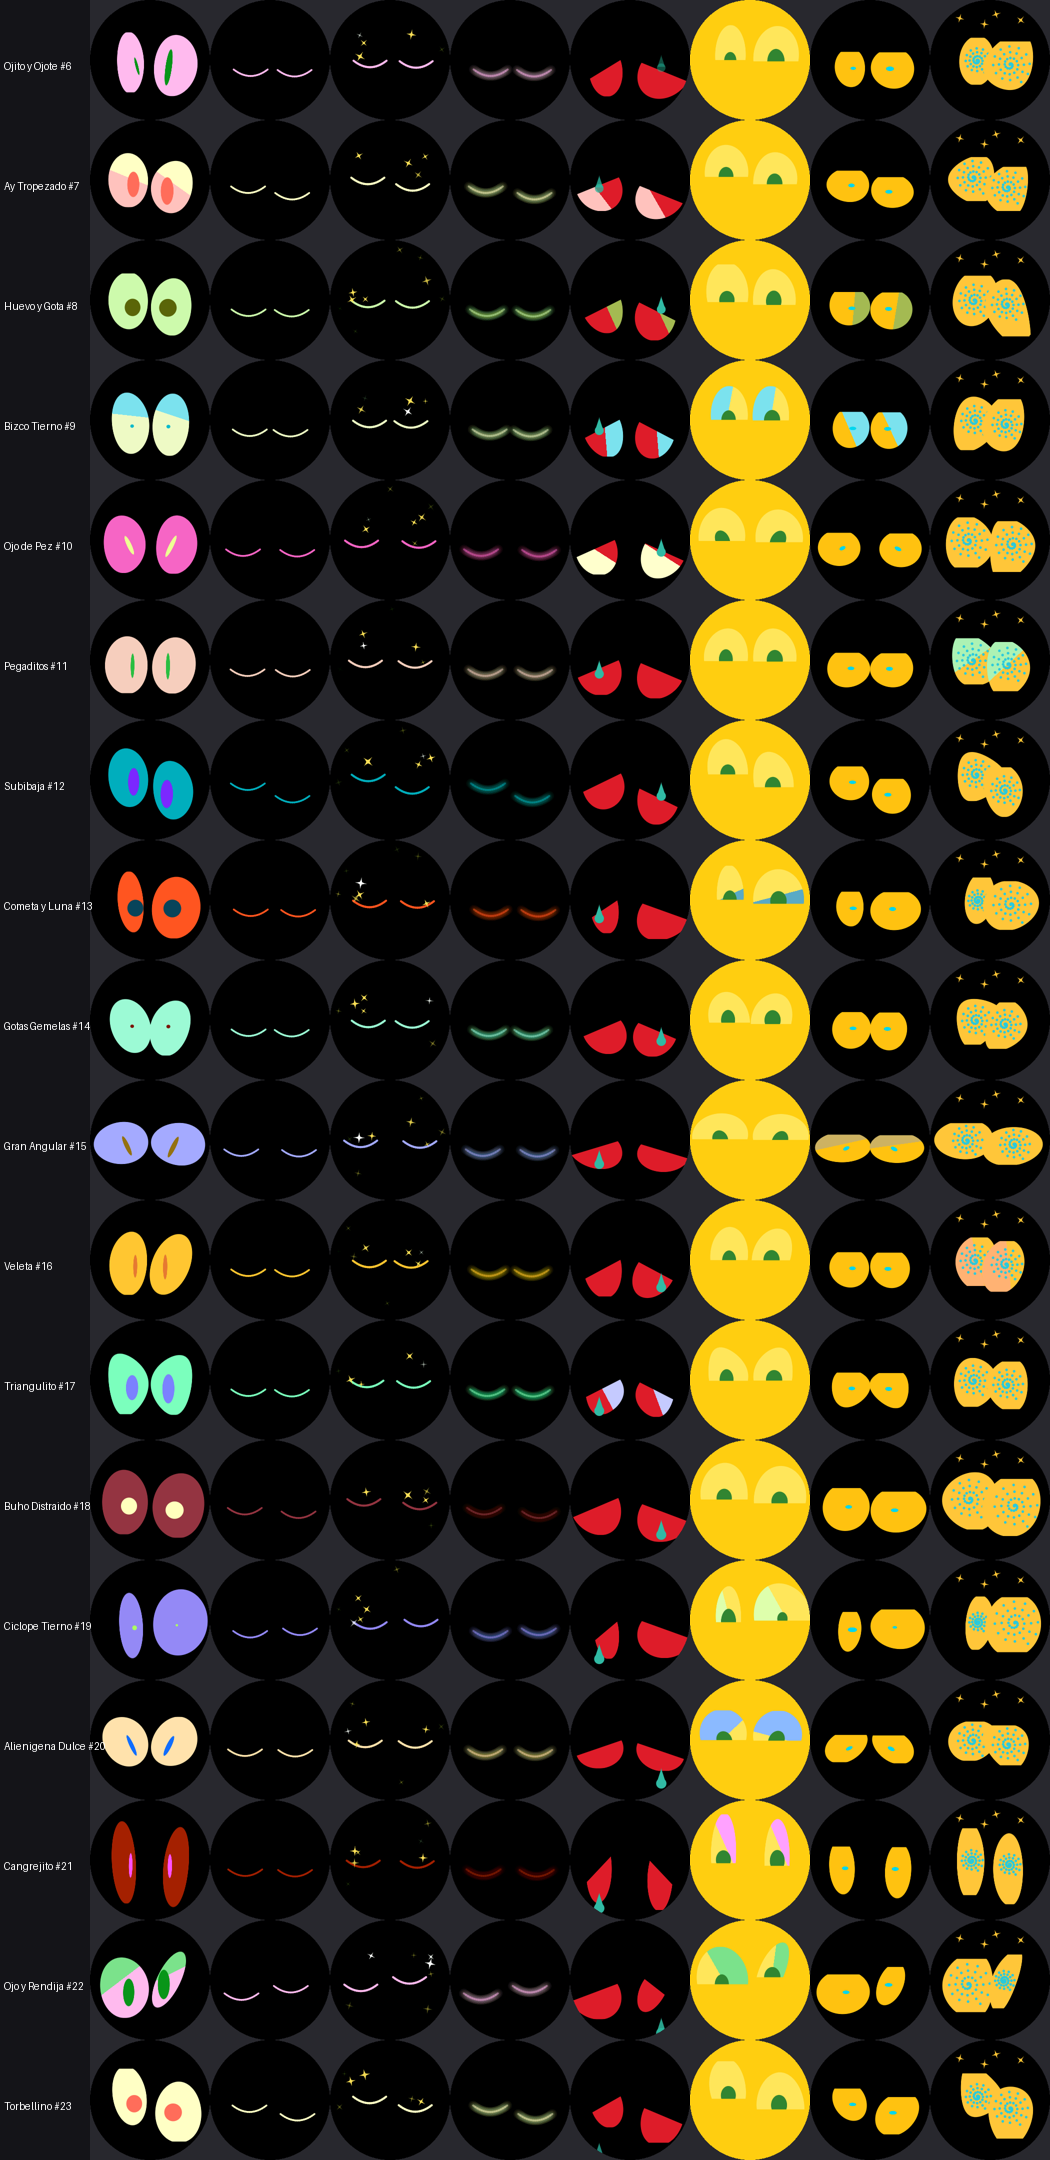 Ojito y Ojote #6
Ay Tropezado #7
Huevo y Gota #8
Bizco Tierno #9
Ojo de Pez #10
Pegaditos #11
Subibaja #12
Cometa y Luna #13
Gotas Gemelas #14
Gran Angular #15
Veleta #16
Triangulito #17
Buho Distraido #18
Ciclope Tierno #19
Alienigena Dulce #20
Cangrejito #21
Ojo y Rendija #22
Torbellino #23